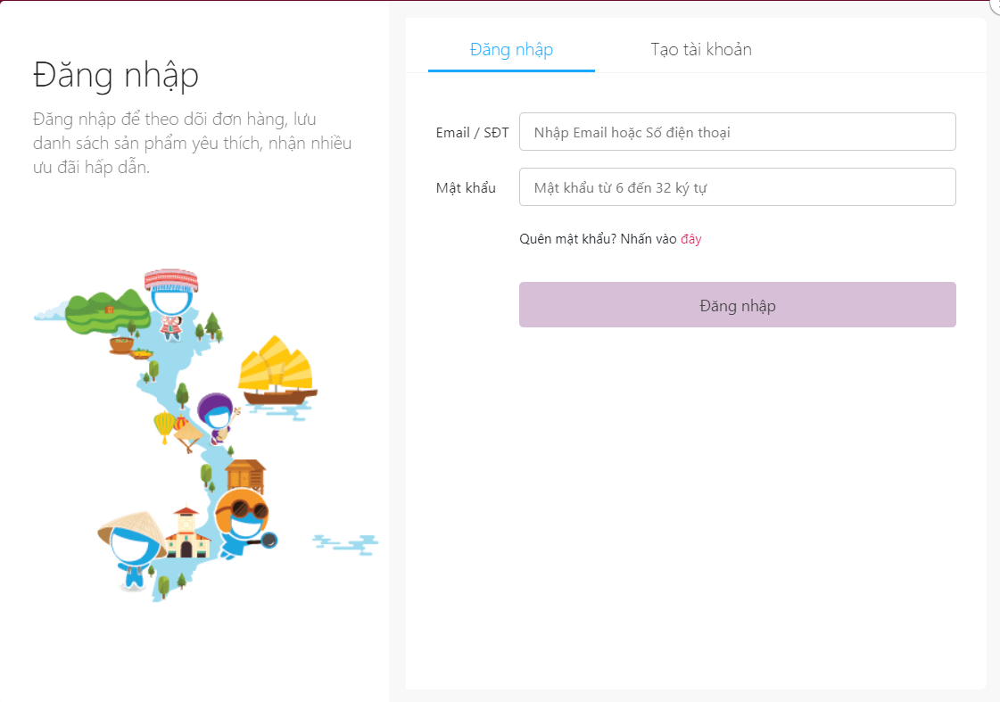 Đăng nhập
Đăng nhập để theo dõi đơn hàng, lưu
danh sách sản phẩm yêu thích, nhận nhiều
ưu đãi hấp dẫn.
Đăng nhập
Tạo tài khoản
Email / SĐT
Nhập Email hoặc Số điện thoại
Mật khẩu
Mật khẩu từ 6 đến 32 ký tự
Quên mật khẩu? Nhấn vào đây
Đăng nhập